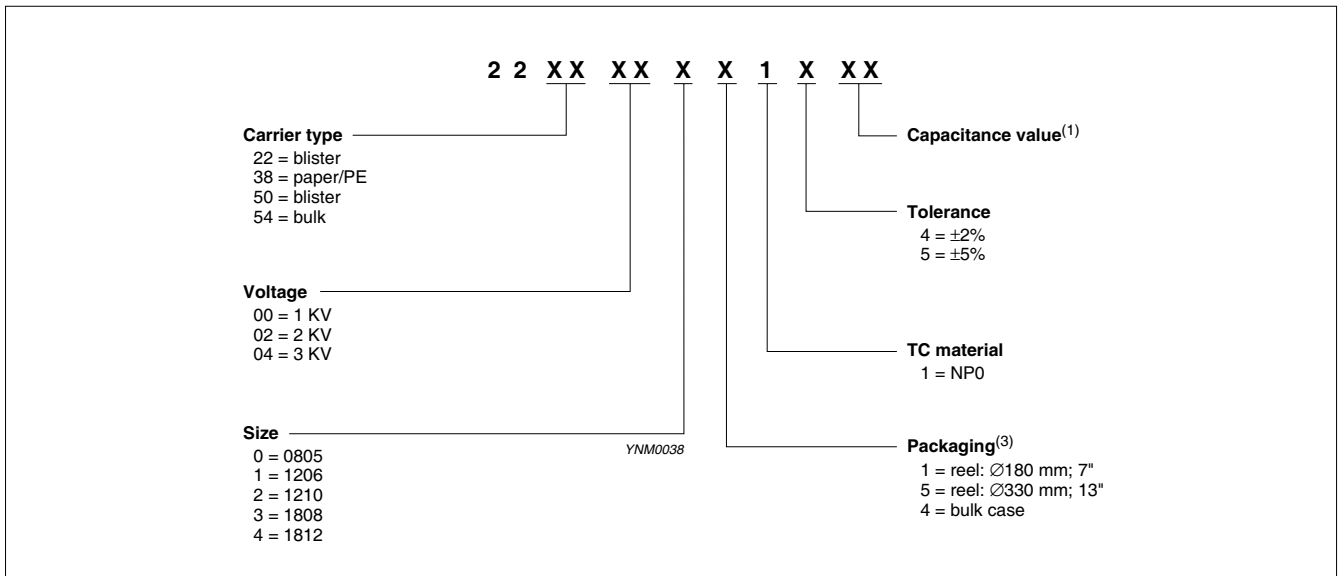 2 2 X X X X X X 1 X X X
Carrier type
22 = blister
38 = paper/PE
50 = blister
54 = bulk
Voltage
00 = 1 KV
02 = 2 KV
04 = 3 KV
Size
0 = 0805
1 = 1206
2 = 1210
3 = 1808
4 = 1812
YNM0038
Capacitance value(1)
Tolerance
4 = ±2%
5 = ±5%
TC material
1 = NP0
Packaging(3)
1 = reel: ∅180 mm; 7"
5 = reel: ∅330 mm; 13"
4 = bulk case